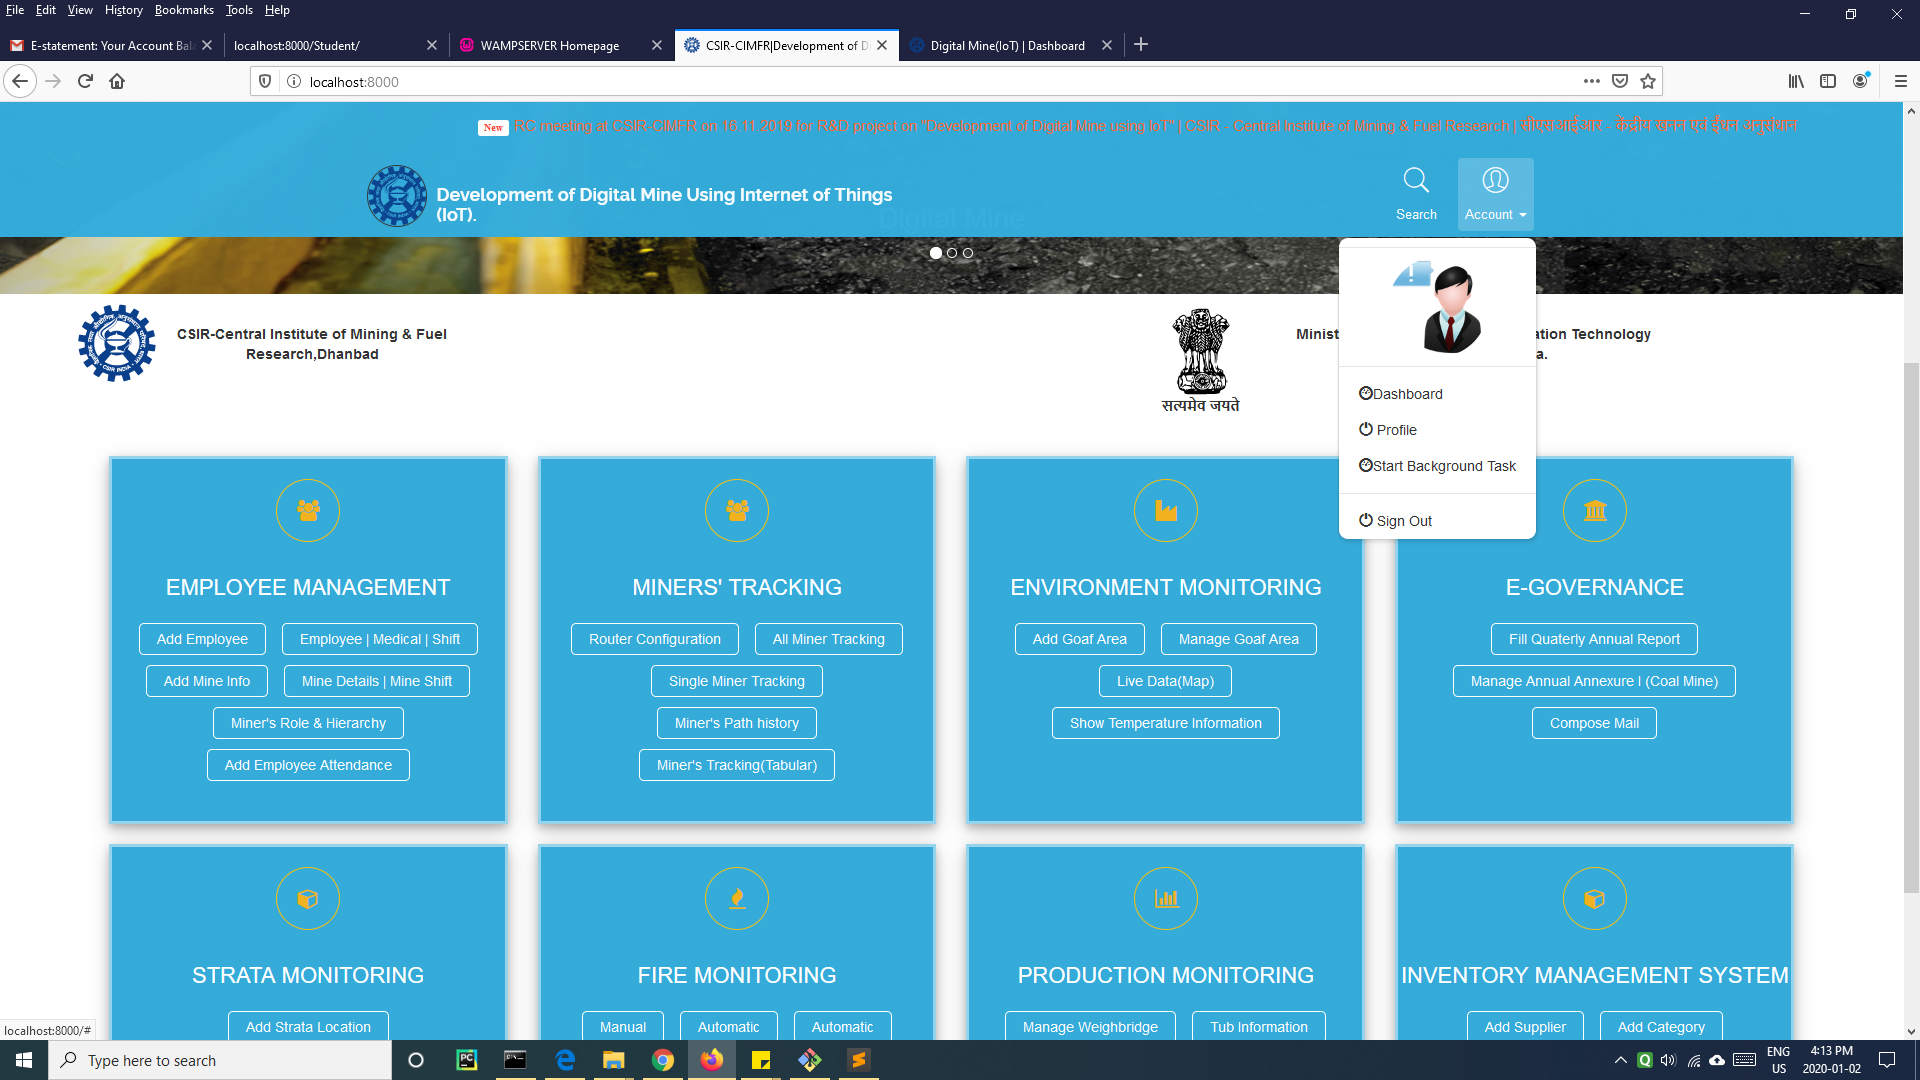 File Edit View History Bookmarks Tools Help
E-statement: Your Account Bal
localhost:8000/Student/
WAMPSERVER Homepage
CSIR-CIMFR|Development of D
Digital Mine(IoT) | Dashboard
localhost:8000
New RC meeting at CSIR-CIMFR on 16.11.2019 for R&D project on "Development of Digital Mine using IoT" | CSIR - Central Institute of Mining & Fuel Research | सीएसआईआर - केंद्रीय खनन एवं ईंधन अनुसंधान
Development of Digital Mine Using Internet of Things
(IoT).
Digital Mine
Search
Account
CSIR-Central Institute of Mining & Fuel
Research,Dhanbad
सत्यमेव जयते
Minist
ation Technology
a.
Dashboard
Profile
Start Background Task
Sign Out
EMPLOYEE MANAGEMENT
Add Employee
Employee | Medical | Shift
Add Mine Info
Mine Details | Mine Shift
Miner's Role & Hierarchy
Add Employee Attendance
MINERS' TRACKING
Router Configuration
All Miner Tracking
Single Miner Tracking
Miner's Path history
Miner's Tracking(Tabular)
ENVIRONMENT MONITORING
Add Goaf Area
Manage Goaf Area
Live Data(Map)
Show Temperature Information
E-GOVERNANCE
Fill Quaterly Annual Report
Manage Annual Annexure I (Coal Mine)
Compose Mail
STRATA MONITORING
Add Strata Location
FIRE MONITORING
Manual
Automatic
Automatic
PRODUCTION MONITORING
Manage Weighbridge
Tub Information
INVENTORY MANAGEMENT SYSTEM
Add Supplier
Add Category
localhost:8000/#
Type here to search
ENG
US
4:13 PM
2020-01-02